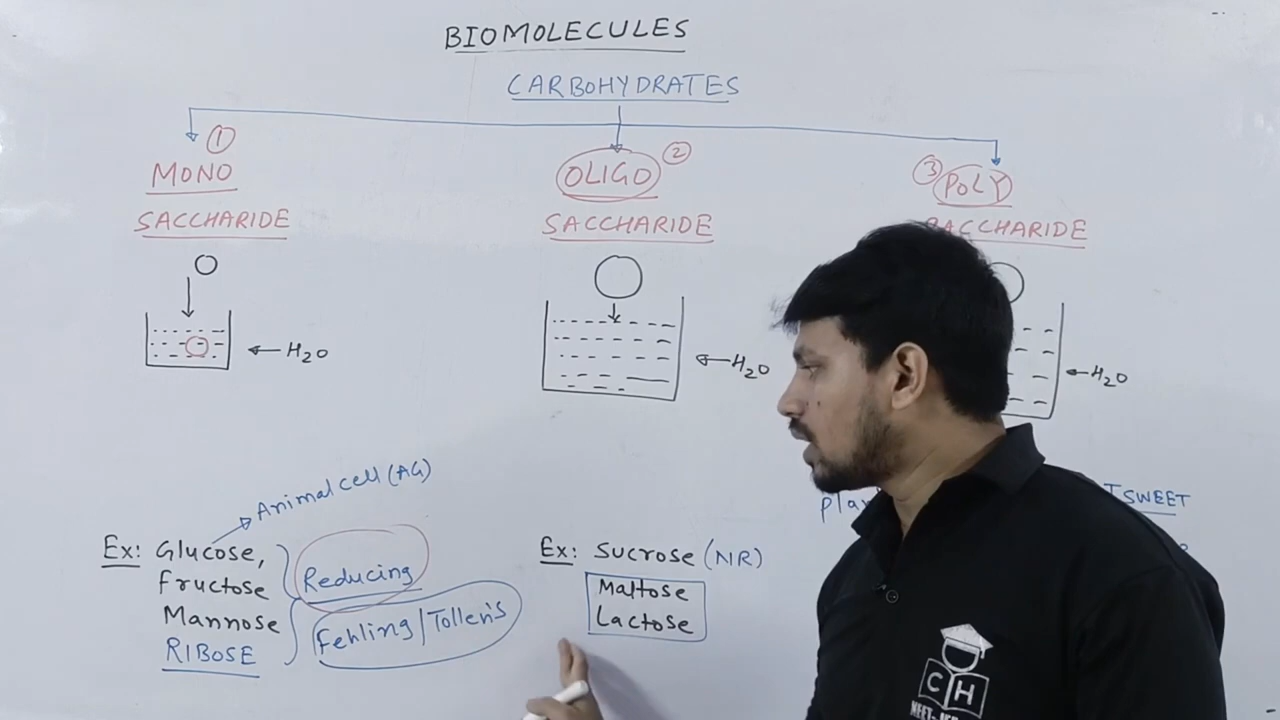 BIOMOLECULES
CARBOHYDRATES
①
MONO
SACCHARIDE
H₂O
②
OLIGO
SACCHARIDE
H₂O
③
POLY
SACCHARIDE
H₂O
Animal cell (AG)
Ex: Glucose,
Fructose
Mannose
RIBOSE
Reducing
Fehling/Tollen's
Ex: Sucrose (NR)
Maltose
Lactose
SWEET
CH